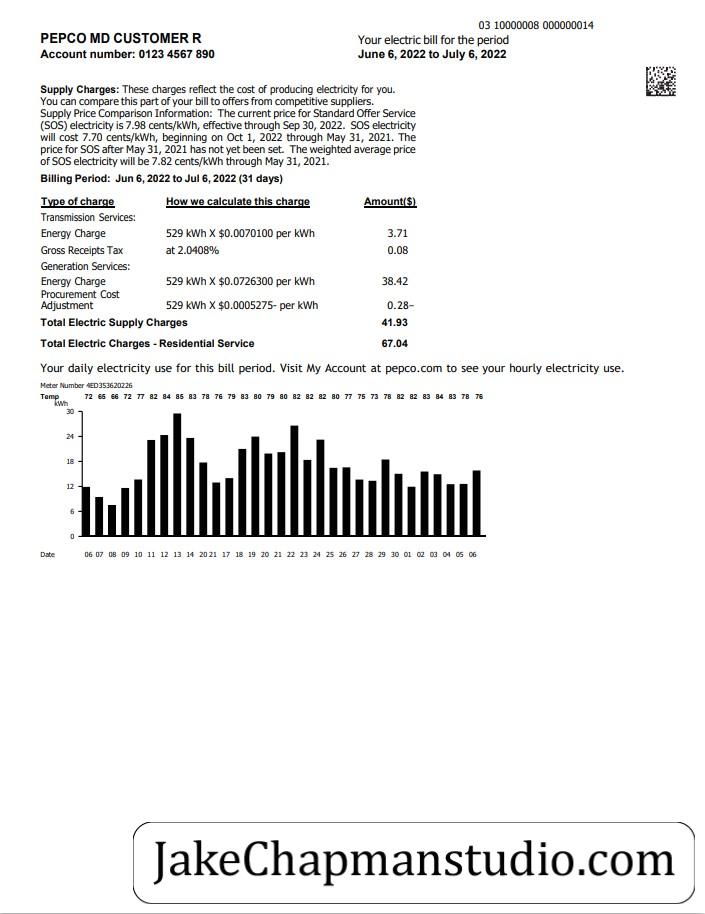 03 10000008 000000014
PEPCO MD CUSTOMER R
Account number: 0123 4567 890
Your electric bill for the period
June 6, 2022 to July 6, 2022
Supply Charges: These charges reflect the cost of producing electricity for you.
You can compare this part of your bill to offers from competitive suppliers.
Supply Price Comparison Information: The current price for Standard Offer Service
(SOS) electricity is 7.98 cents/kWh, effective through Sep 30, 2022. SOS electricity
will cost 7.70 cents/kWh, beginning on Oct 1, 2022 through May 31, 2021. The
price for SOS after May 31, 2021 has not yet been set. The weighted average price
of SOS electricity will be 7.82 cents/kWh through May 31, 2021.
Billing Period: Jun 6, 2022 to Jul 6, 2022 (31 days)
Type of charge How we calculate this charge Amount($)
Transmission Services:
Energy Charge 529 kWh X $0.0070100 per kWh 3.71
Gross Receipts Tax at 2.0408% 0.08
Generation Services:
Energy Charge 529 kWh X $0.0726300 per kWh 38.42
Procurement Cost
Adjustment 529 kWh X $0.0005275- per kWh 0.28-
Total Electric Supply Charges 41.93
Total Electric Charges - Residential Service 67.04
Your daily electricity use for this bill period. Visit My Account at pepco.com to see your hourly electricity use.
Meter Number 4ED353620226
Temp 72 65 66 72 77 82 84 85 83 78 76 79 83 80 79 80 82 82 82 80 77 75 73 74 78 82 82 83 83 78 76
kWh
30
24
18
12
6
0
Date 06 07 08 09 10 11 12 13 14 20 21 17 18 19 20 21 22 23 24 25 26 27 28 29 30 01 02 03 04 05 06
JakeChapmanstudio.com